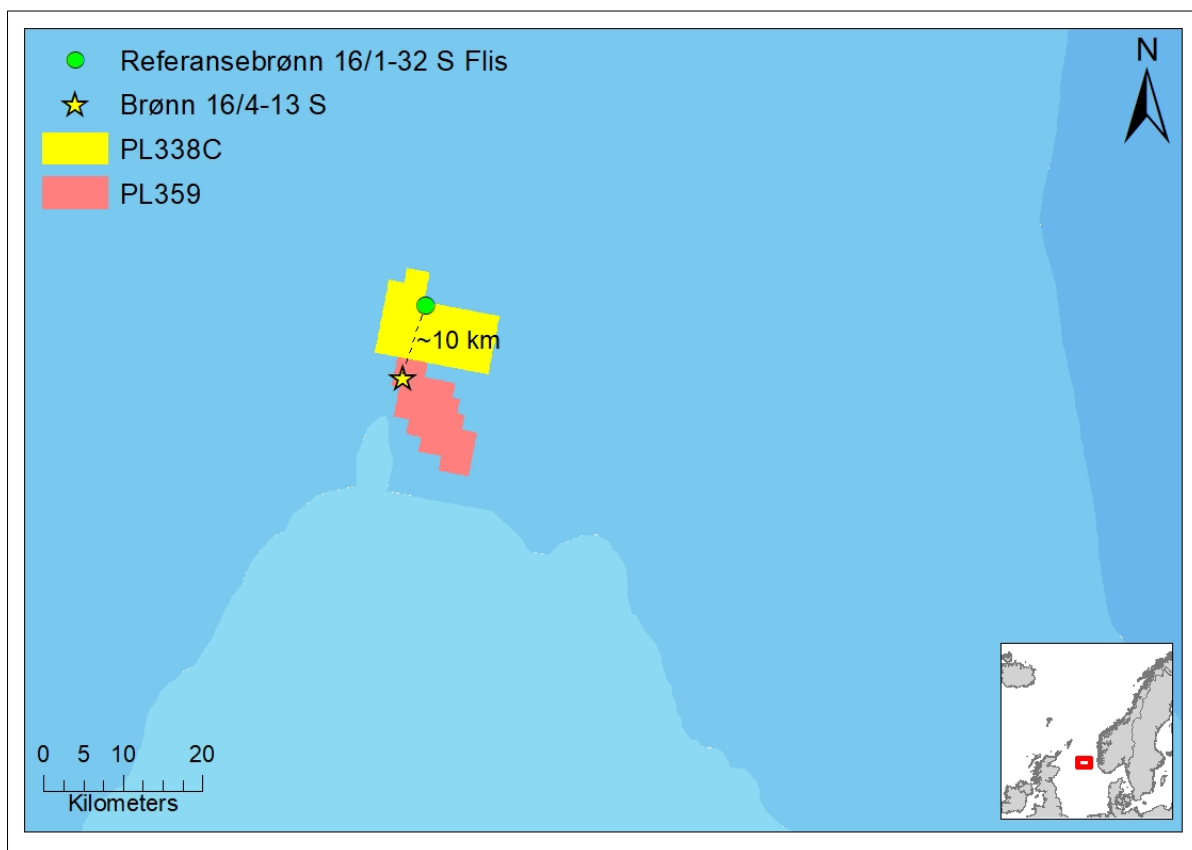 Referansebrønn 16/1-32 S Flis
Brønn 16/4-13 S
PL338C
PL359
N
~10 km
0 5 10 20
Kilometers